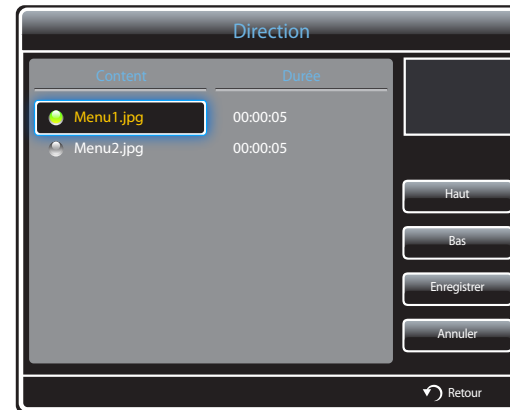 Direction
Content Durée
Menu1.jpg 00:00:05
Menu2.jpg 00:00:05
Haut
Bas
Enregistrer
Annuler
Retour